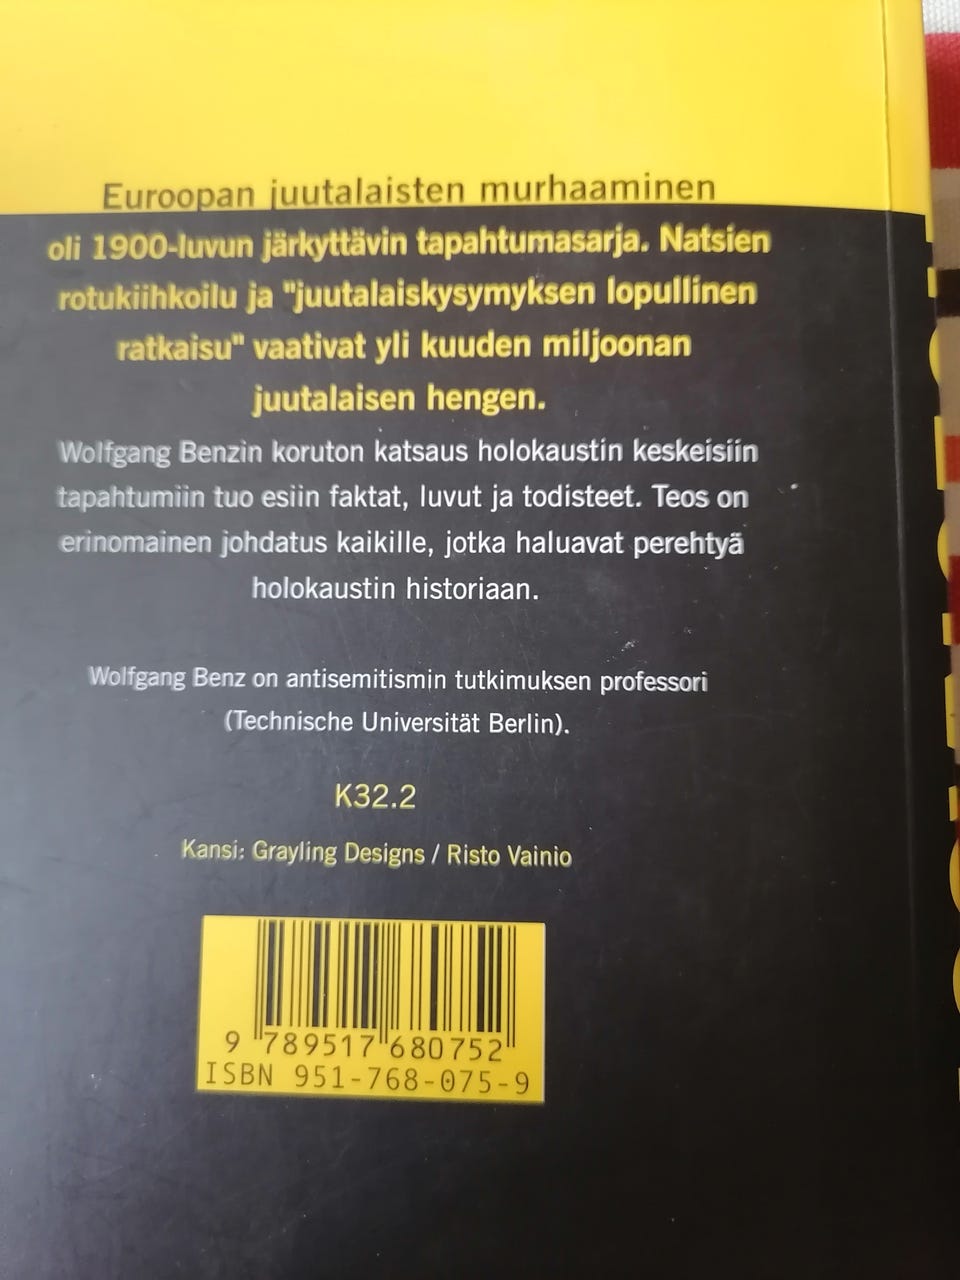 Euroopan juutalaisten murhaaminen
oli 1900-luvun järkyttävin tapahtumasarja. Natsien
rotukiihkoilu ja "juutalaiskysymyksen lopullinen
ratkaisu" vaativat yli kuuden miljoonan
juutalaisen hengen.
Wolfgang Benzin koruton katsaus holokaustin keskeisiin
tapahtumiin tuo esiin faktat, luvut ja todisteet. Teos on
erinomainen johdatus kaikille, jotka haluavat perehtyä
holokaustin historiaan.
Wolfgang Benz on antisemitismin tutkimuksen professori
(Technische Universität Berlin).
K32.2
Kansi: Grayling Designs / Risto Vainio
9 789517 680752
ISBN 951-768-075-9